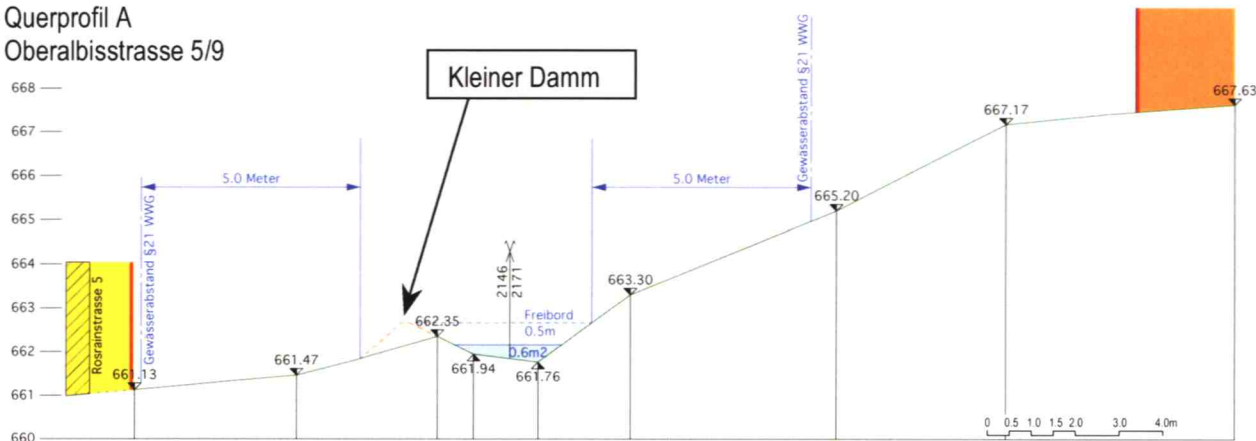 Querprofil A
Oberalbisstrasse 5/9
Kleiner Damm
668
667
666
665
664
663
662
661
660
5.0 Meter
5.0 Meter
Gewässerabstand §21 WWG
Gewässerabstand §21 WWG
Rosrainstrasse 5
661.13
661.47
662.35
661.94
661.76
663.30
665.20
667.17
667.63
2146
2171
Freibord
0.5m
0.6m2
0 0.5 1.0 1.5 2.0 3.0 4.0m